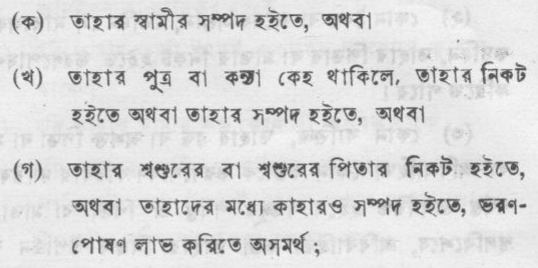 (ক) তাহার স্বামীর সম্পদ হইতে, অথবা
(খ) তাহার পুত্র বা কন্যা কেহ থাকিলে, তাহার নিকট
হইতে অথবা তাহার সম্পদ হইতে, অথবা
(গ) তাহার শ্বশুরের বা শ্বশুরের পিতার নিকট হইতে,
অথবা তাহাদের মধ্যে কাহারও সম্পদ হইতে, ভরণ-
পোষণ লাভ করিতে অসমর্থ ;